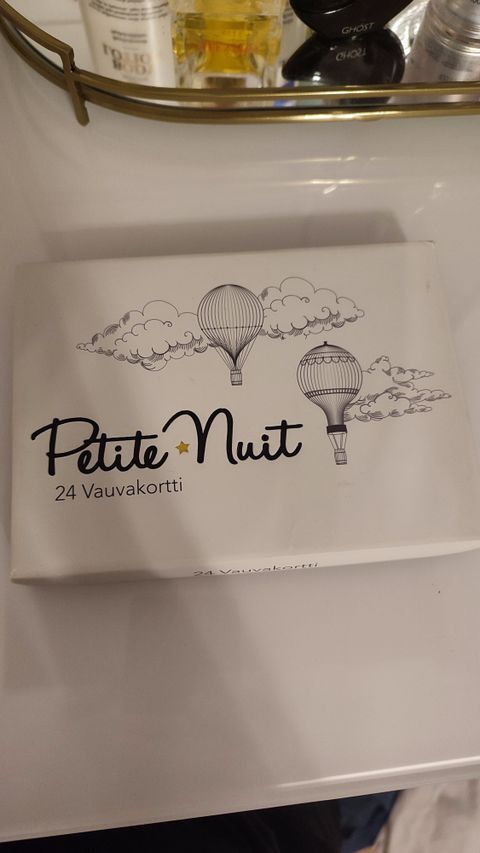 GHOST
Petite Nuit
24 Vauvakortti
24 Vauvakortti